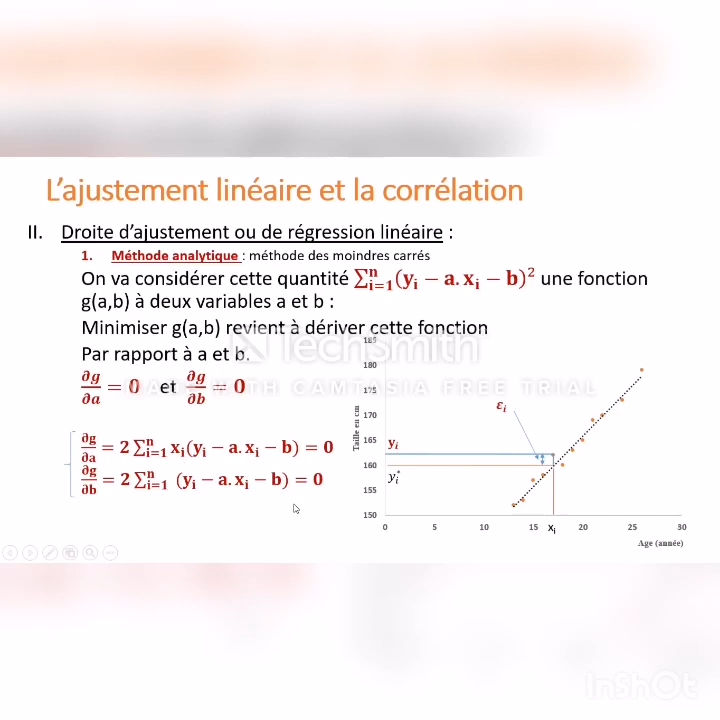 L'ajustement linéaire et la corrélation
II. Droite d'ajustement ou de régression linéaire :
1. Méthode analytique : méthode des moindres carrés
On va considérer cette quantité ∑ⁿᵢ₌₁(yᵢ − a.xᵢ − b)² une fonction
g(a,b) à deux variables a et b :
Minimiser g(a,b) revient à dériver cette fonction
Par rapport à a et b.
∂g/∂a = 0 et ∂g/∂b = 0
∂g/∂a = 2 ∑ⁿᵢ₌₁ xᵢ(yᵢ − a.xᵢ − b) = 0
∂g/∂b = 2 ∑ⁿᵢ₌₁ (yᵢ − a.xᵢ − b) = 0
TechSmith
MADE WITH CAMTASIA FREE TRIAL
Taille en cm
185
180
175
170
165
160
155
150
εᵢ
yᵢ
yᵢ*
0 5 10 15 xᵢ 20 25 30
Age (année)
InShOt